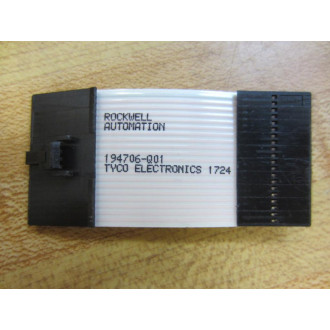 ROCKWELL
AUTOMATION
194706-Q01
TYCO ELECTRONICS 1724